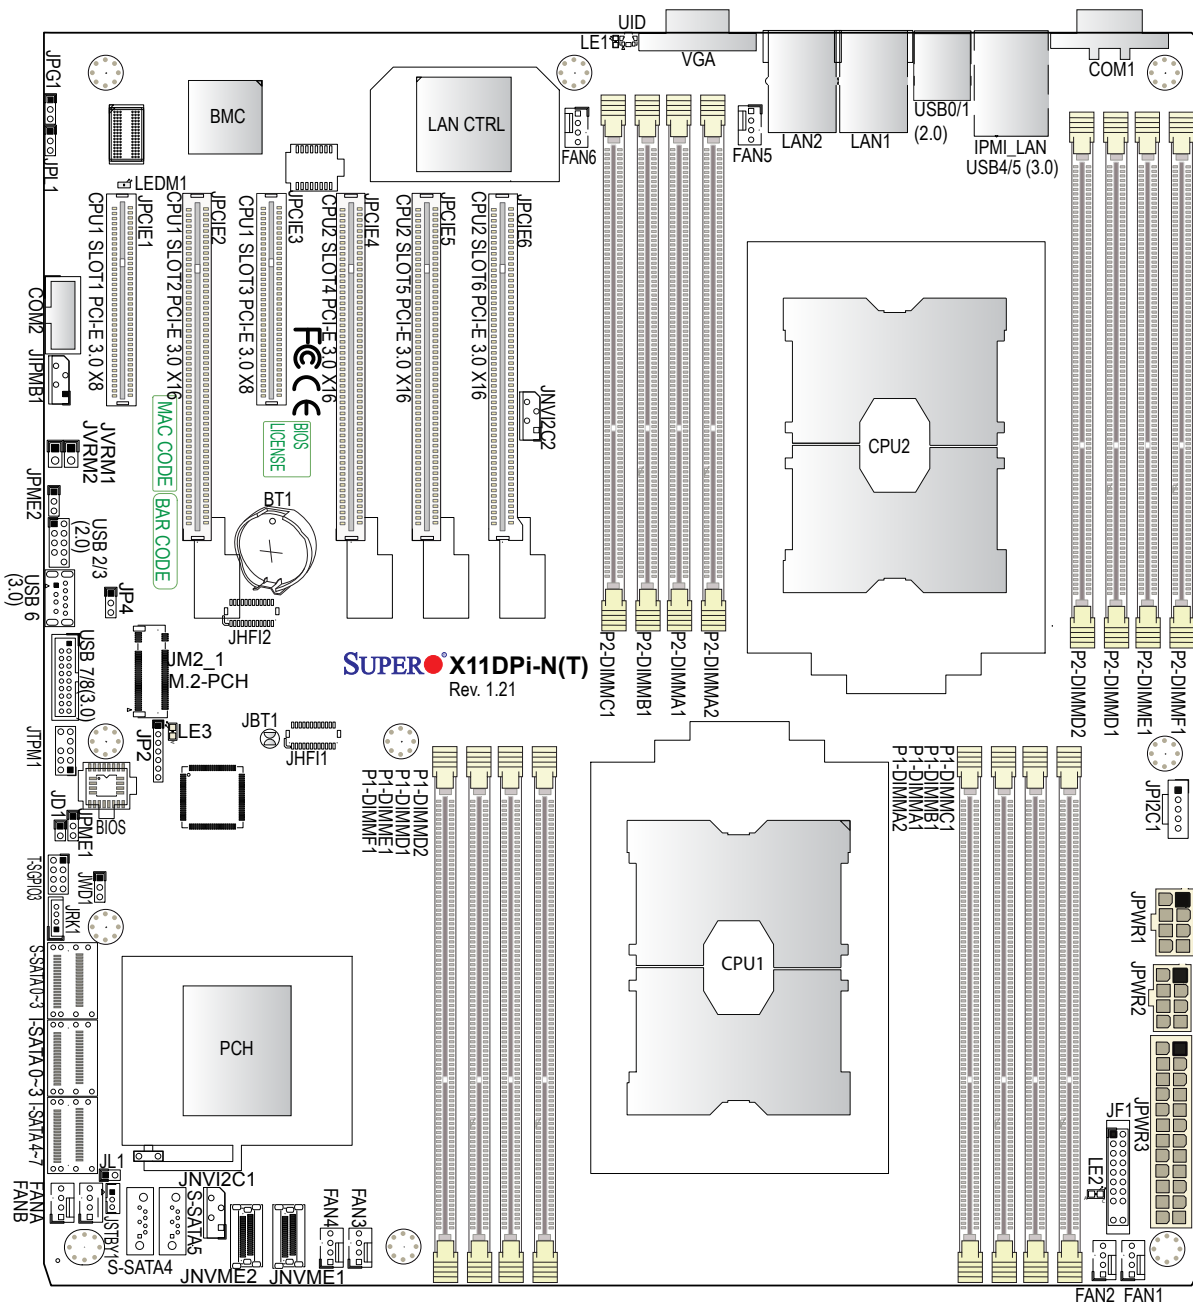 UID
LE1
VGA
COM1
JPG1
BMC
LAN CTRL
FAN6
FAN5
LAN2
LAN1
USB0/1
(2.0)
IPMI_LAN
USB4/5 (3.0)
JPL1
LEDM1
JPCIE1
CPU1 SLOT1 PCI-E 3.0 X8
JPCIE2
CPU1 SLOT2 PCI-E 3.0 X16
JPCIE3
CPU1 SLOT3 PCI-E 3.0 X8
JPCIE4
CPU2 SLOT4 PCI-E 3.0 X16
JPCIE5
CPU2 SLOT5 PCI-E 3.0 X16
JPCIE6
CPU2 SLOT6 PCI-E 3.0 X16
COM2
JIPMB1
FC CE
MAC CODE
BAR CODE
BIOS
LICENSE
JNVI2C2
JVRM1
JVRM2
JPME2
BT1
CPU2
USB 2/3
(2.0)
USB 6
(3.0)
JP4
JHFI2
USB 7/8(3.0)
JM2_1
M.2-PCH
SUPER X11DPi-N(T)
Rev. 1.21
P2-DIMMC1
P2-DIMMB1
P2-DIMMA1
P2-DIMMA2
P2-DIMMD2
P2-DIMMD1
P2-DIMME1
P2-DIMMF1
JTPM1
JP2
LE3
JBT1
JHFI1
P1-DIMMF1
P1-DIMME1
P1-DIMMD1
P1-DIMMD2
P1-DIMMA2
P1-DIMMA1
P1-DIMMB1
P1-DIMMC1
JPI2C1
JD1
JPME1
BIOS
T-SGPIO3
JWD1
JRK1
JPWR1
S-SATA0~3
CPU1
JPWR2
PCH
I-SATA 0~3
I-SATA 4~7
JF1
JPWR3
JL1
JNVI2C1
LE2
FANA
FANB
JSTBY1
S-SATA4
S-SATA5
JNVME2
JNVME1
FAN4
FAN3
FAN2
FAN1